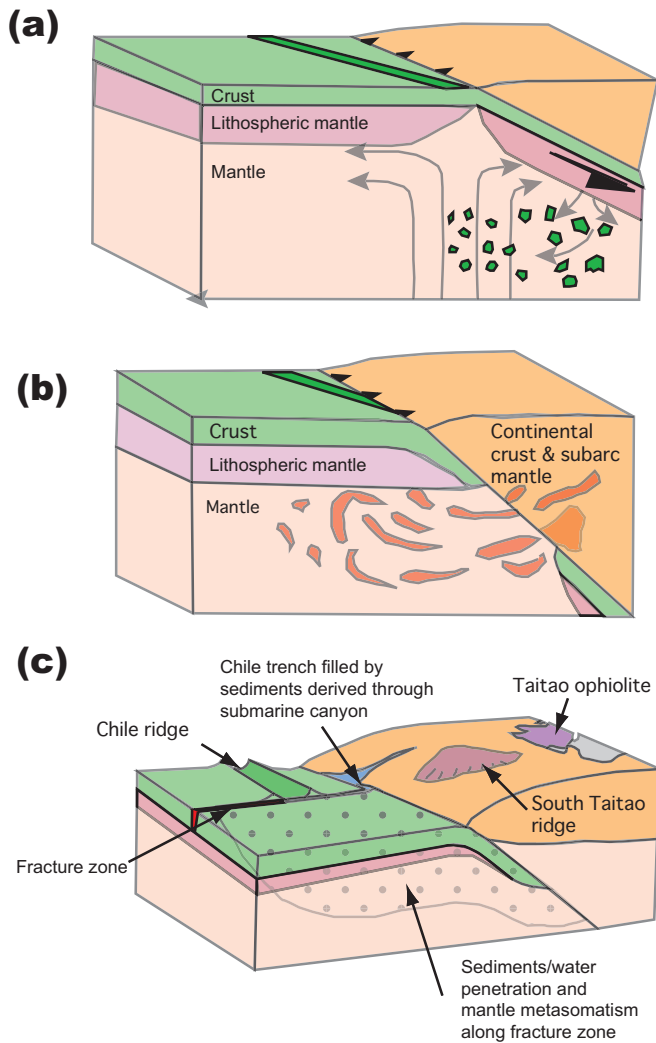 (a)
Crust
Lithospheric mantle
Mantle
(b)
Crust
Lithospheric mantle
Mantle
Continental
crust & subarc
mantle
(c)
Chile trench filled by
sediments derived through
submarine canyon
Taitao ophiolite
Chile ridge
South Taitao
ridge
Fracture zone
Sediments/water
penetration and
mantle metasomatism
along fracture zone